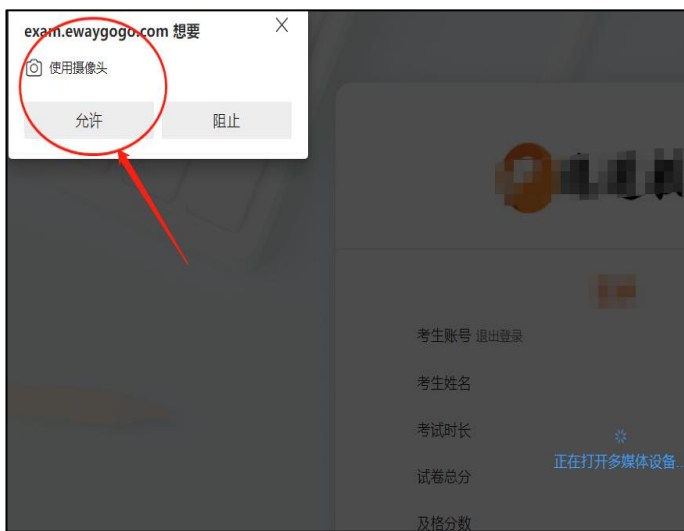 exam.ewaygogo.com 想要
使用摄像头
允许 阻止
考生账号 退出登录
考生姓名
考试时长
正在打开多媒体设备...
试卷总分
及格分数